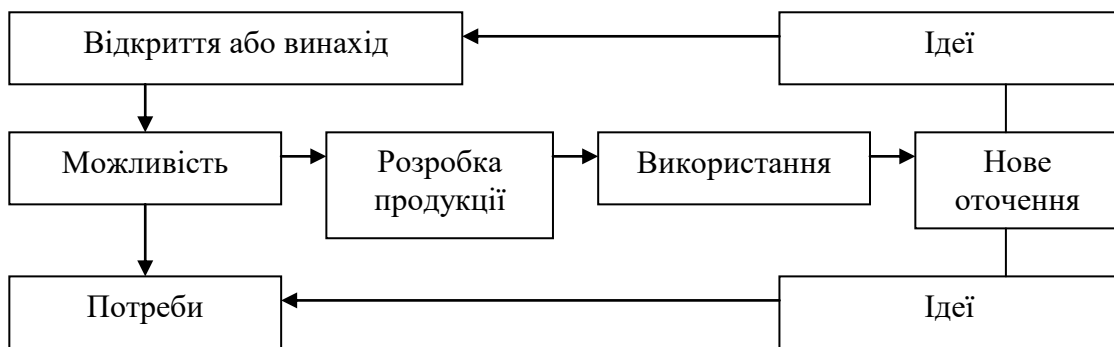 Відкриття або винахід
Ідеї
Можливість
Розробка
продукції
Використання
Нове
оточення
Потреби
Ідеї